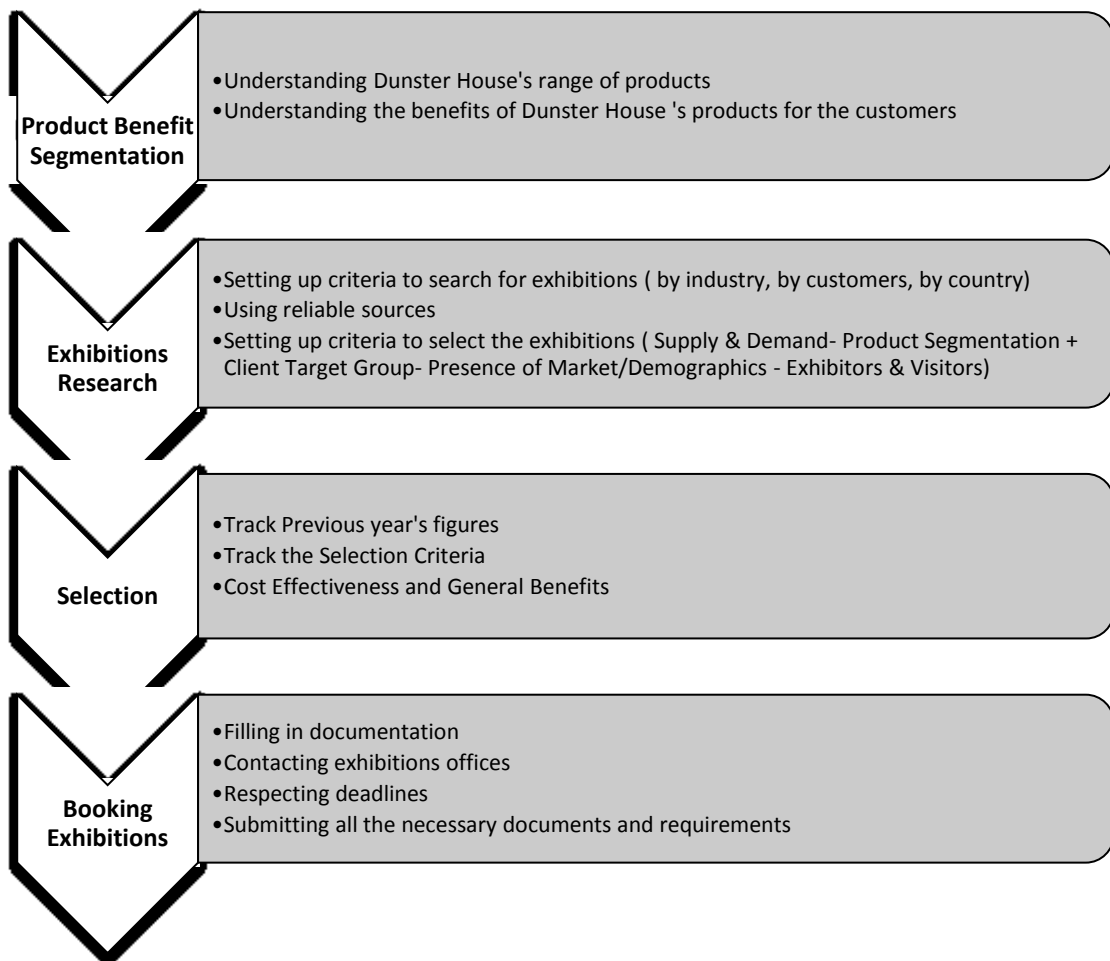 Product Benefit
Segmentation
•Understanding Dunster House's range of products
•Understanding the benefits of Dunster House 's products for the customers
Exhibitions
Research
•Setting up criteria to search for exhibitions ( by industry, by customers, by country)
•Using reliable sources
•Setting up criteria to select the exhibitions ( Supply & Demand- Product Segmentation +
Client Target Group- Presence of Market/Demographics - Exhibitors & Visitors)
Selection
•Track Previous year's figures
•Track the Selection Criteria
•Cost Effectiveness and General Benefits
Booking
Exhibitions
•Filling in documentation
•Contacting exhibitions offices
•Respecting deadlines
•Submitting all the necessary documents and requirements